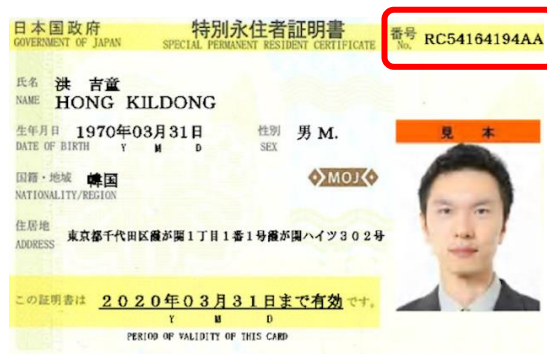 日本国政府
GOVERNMENT OF JAPAN
特別永住者証明書
SPECIAL PERMANENT RESIDENT CERTIFICATE
番号
No. RC54164194AA
氏名 洪 吉童
NAME HONG KILDONG
生年月日 1970年03月31日 性別 男 M.
DATE OF BIRTH Y M D SEX
見本
国籍・地域 韓国
NATIONALITY/REGION
MOJ
住居地
ADDRESS 東京都千代田区霞が関1丁目1番1号霞が関ハイツ302号
この証明書は 2020年03月31日まで有効 です。
Y M D
PERIOD OF VALIDITY OF THIS CARD